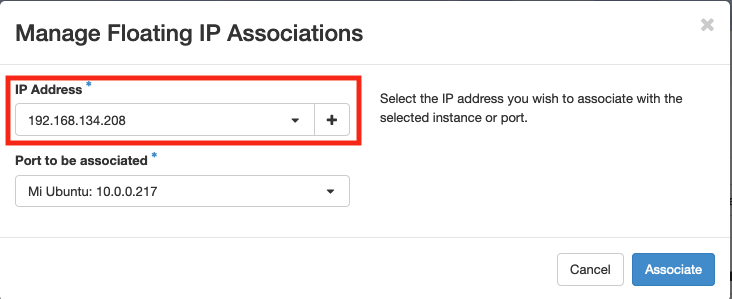 Manage Floating IP Associations
×
IP Address *
192.168.134.208
+
Select the IP address you wish to associate with the
selected instance or port.
Port to be associated *
Mi Ubuntu: 10.0.0.217
Cancel
Associate